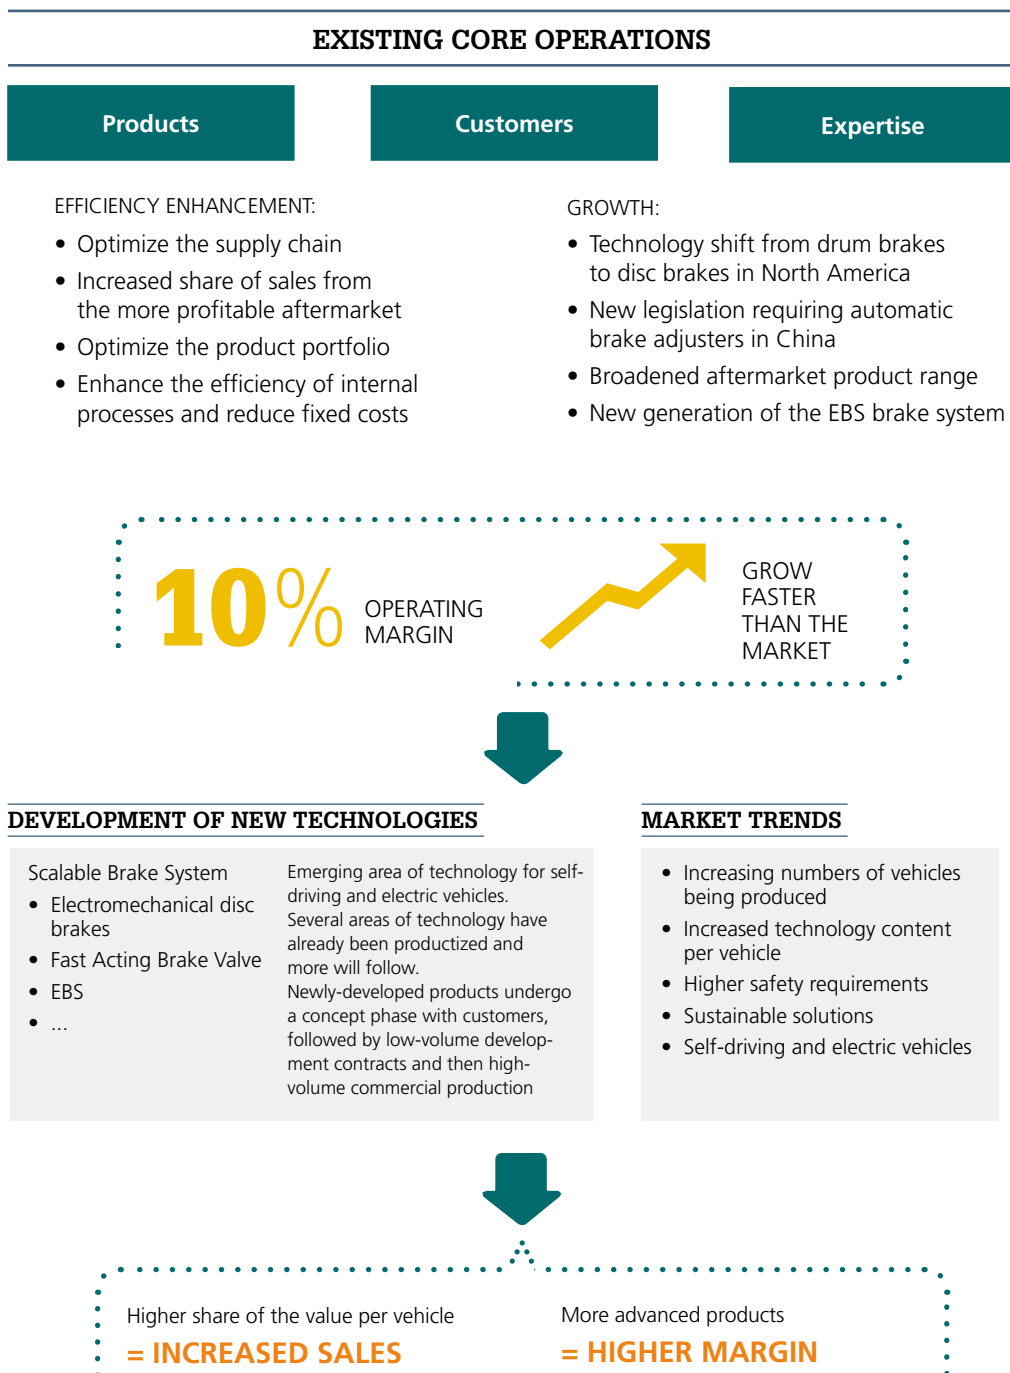 EXISTING CORE OPERATIONS
Products
Customers
Expertise
EFFICIENCY ENHANCEMENT:
• Optimize the supply chain
• Increased share of sales from
the more profitable aftermarket
• Optimize the product portfolio
• Enhance the efficiency of internal
processes and reduce fixed costs
GROWTH:
• Technology shift from drum brakes
to disc brakes in North America
• New legislation requiring automatic
brake adjusters in China
• Broadened aftermarket product range
• New generation of the EBS brake system
10%
OPERATING
MARGIN
GROW
FASTER
THAN THE
MARKET
DEVELOPMENT OF NEW TECHNOLOGIES
Scalable Brake System
• Electromechanical disc
brakes
• Fast Acting Brake Valve
• EBS
• ...
Emerging area of technology for self-
driving and electric vehicles.
Several areas of technology have
already been productized and
more will follow.
Newly-developed products undergo
a concept phase with customers,
followed by low-volume develop-
ment contracts and then high-
volume commercial production
MARKET TRENDS
• Increasing numbers of vehicles
being produced
• Increased technology content
per vehicle
• Higher safety requirements
• Sustainable solutions
• Self-driving and electric vehicles
Higher share of the value per vehicle
= INCREASED SALES
More advanced products
= HIGHER MARGIN